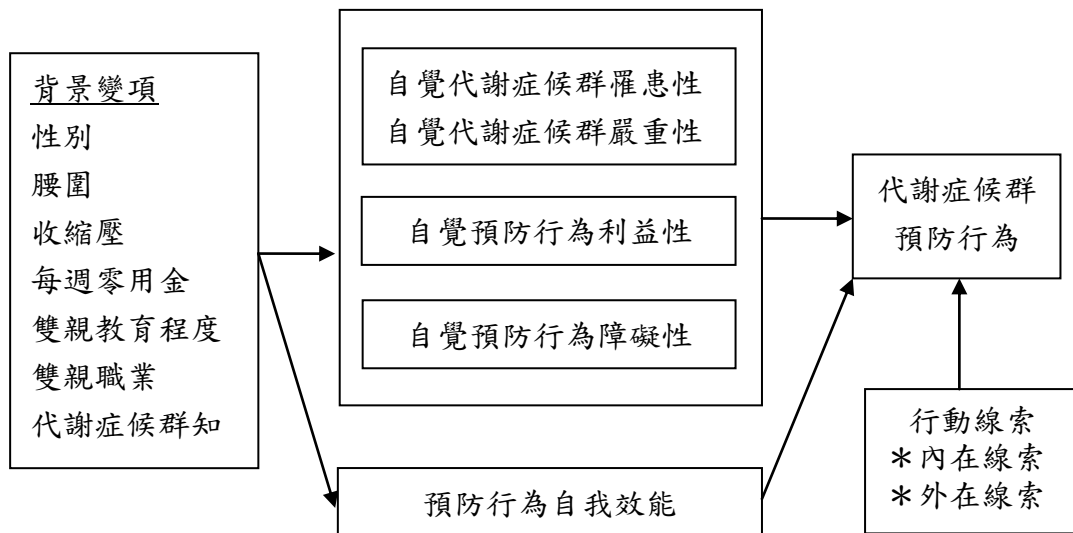 背景變項
性別
腰圍
收縮壓
每週零用金
雙親教育程度
雙親職業
代謝症候群知
自覺代謝症候群罹患性
自覺代謝症候群嚴重性
自覺預防行為利益性
自覺預防行為障礙性
預防行為自我效能
代謝症候群
預防行為
行動線索
＊內在線索
＊外在線索